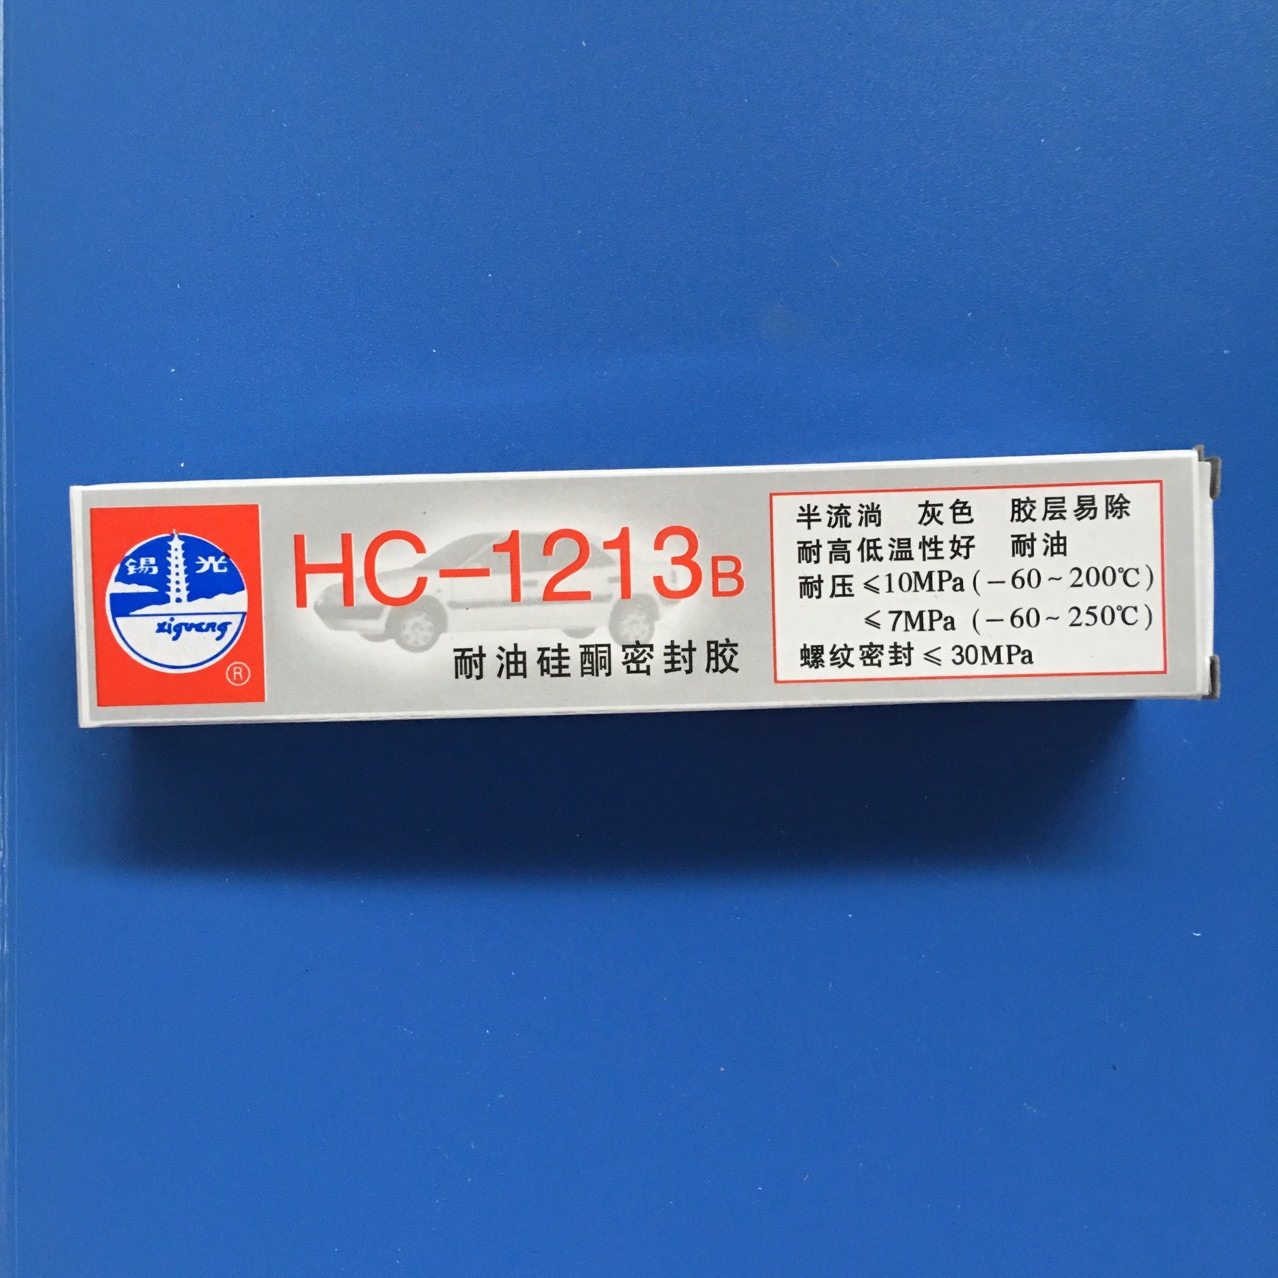 錫光
xiguang
®
HC-1213B
耐油硅酮密封胶
半流淌 灰色 胶层易除
耐高低温性好 耐油
耐压≤10MPa(-60~200℃)
≤7MPa (-60~250℃)
螺纹密封≤30MPa